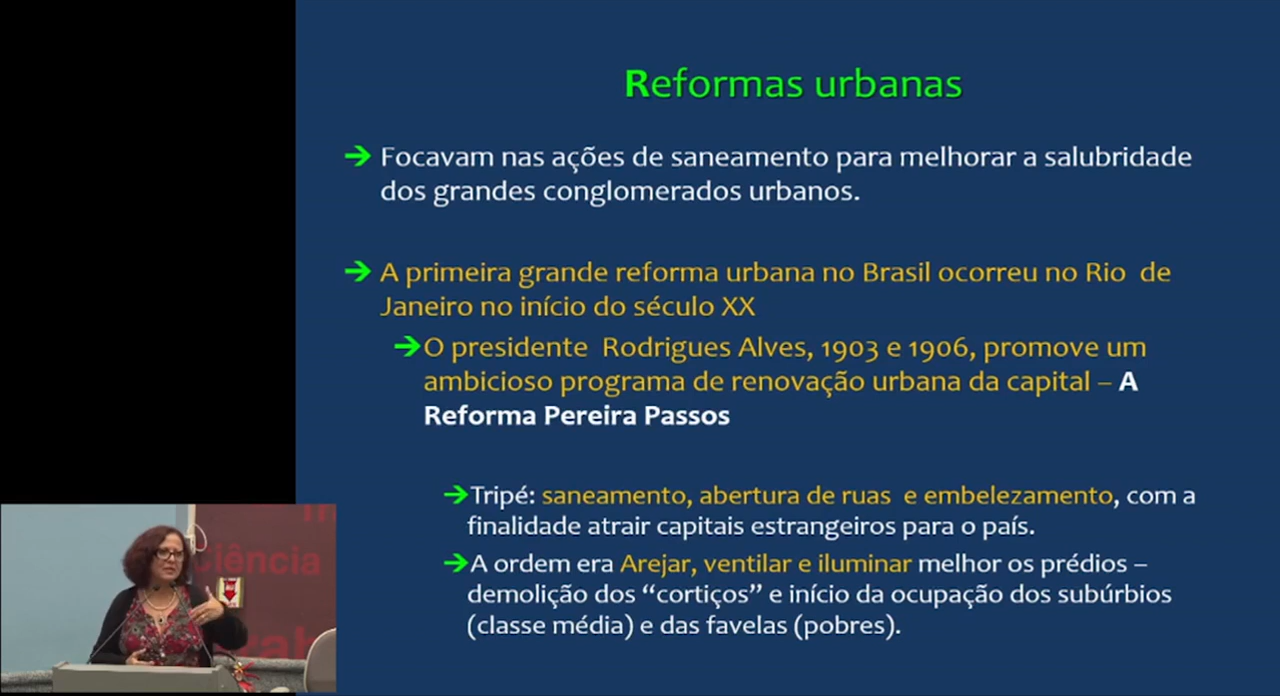 Reformas urbanas
➔ Focavam nas ações de saneamento para melhorar a salubridade
dos grandes conglomerados urbanos.
➔ A primeira grande reforma urbana no Brasil ocorreu no Rio de
Janeiro no início do século XX
➔O presidente Rodrigues Alves, 1903 e 1906, promove um
ambicioso programa de renovação urbana da capital – A
Reforma Pereira Passos
➔Tripé: saneamento, abertura de ruas e embelezamento, com a
finalidade atrair capitais estrangeiros para o país.
➔A ordem era Arejar, ventilar e iluminar melhor os prédios –
demolição dos “cortiços” e início da ocupação dos subúrbios
(classe média) e das favelas (pobres).
iência